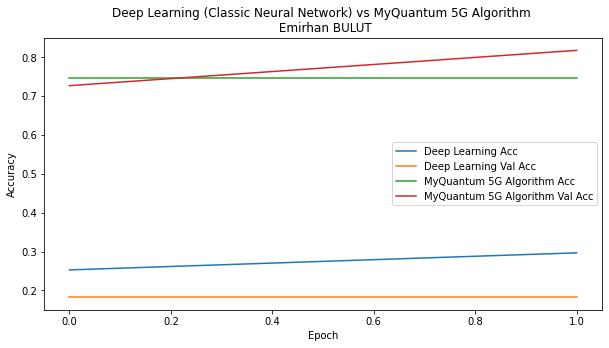 Deep Learning (Classic Neural Network) vs MyQuantum 5G Algorithm
Emirhan BULUT
0.8
0.7
0.6
0.5
0.4
0.3
0.2
Accuracy
Deep Learning Acc
Deep Learning Val Acc
MyQuantum 5G Algorithm Acc
MyQuantum 5G Algorithm Val Acc
0.0 0.2 0.4 0.6 0.8 1.0
Epoch